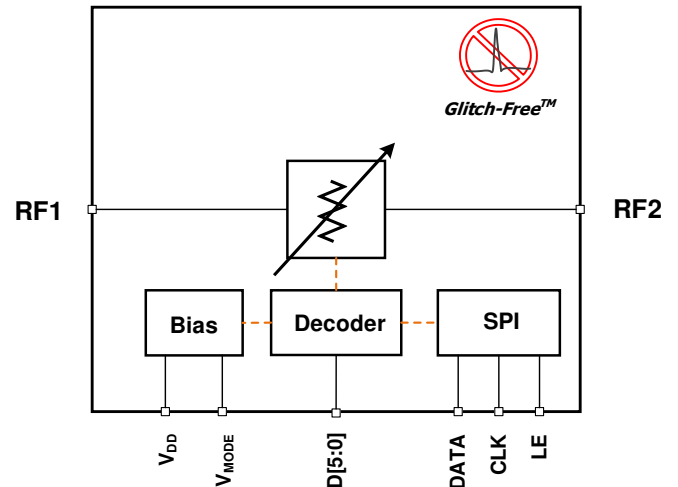 Glitch-Free™
RF1
RF2
Bias
Decoder
SPI
VDD
VMODE
D[5:0]
DATA
CLK
LE